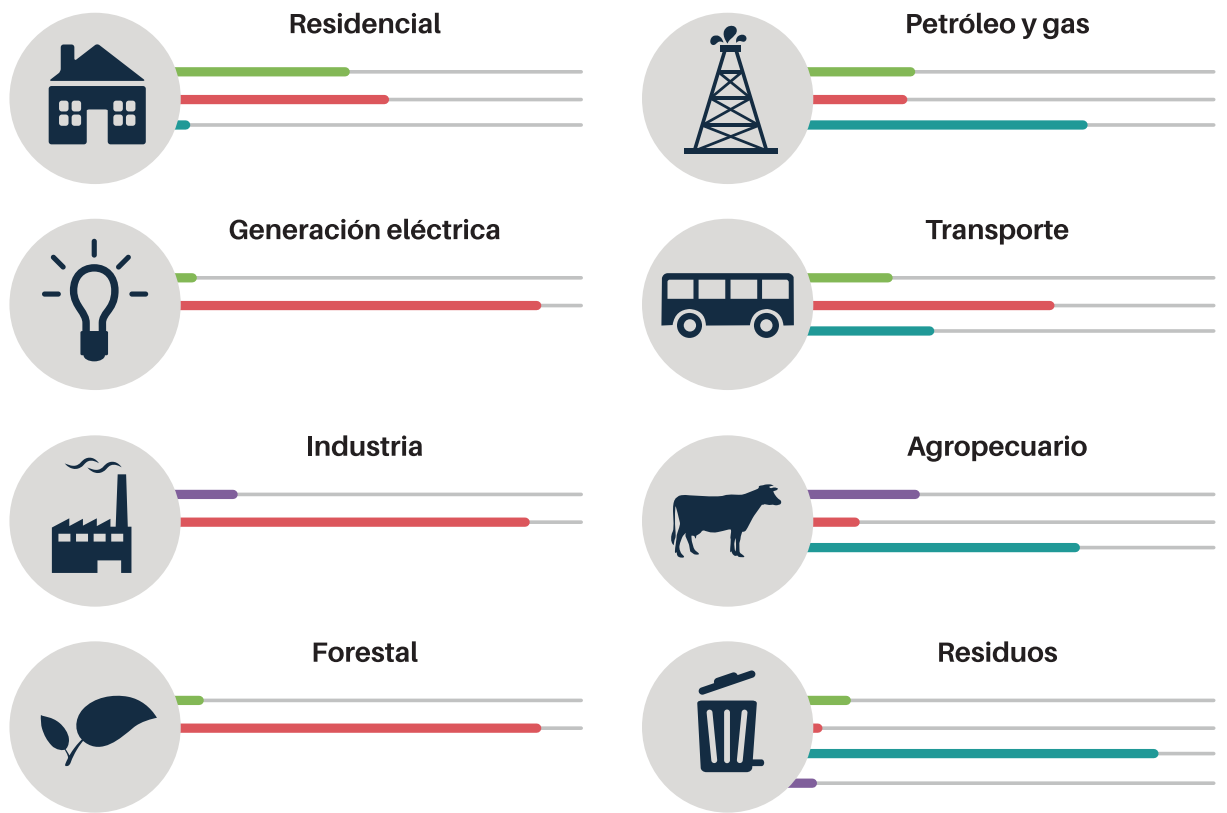 Residencial
Petróleo y gas
Generación eléctrica
Transporte
Industria
Agropecuario
Forestal
Residuos